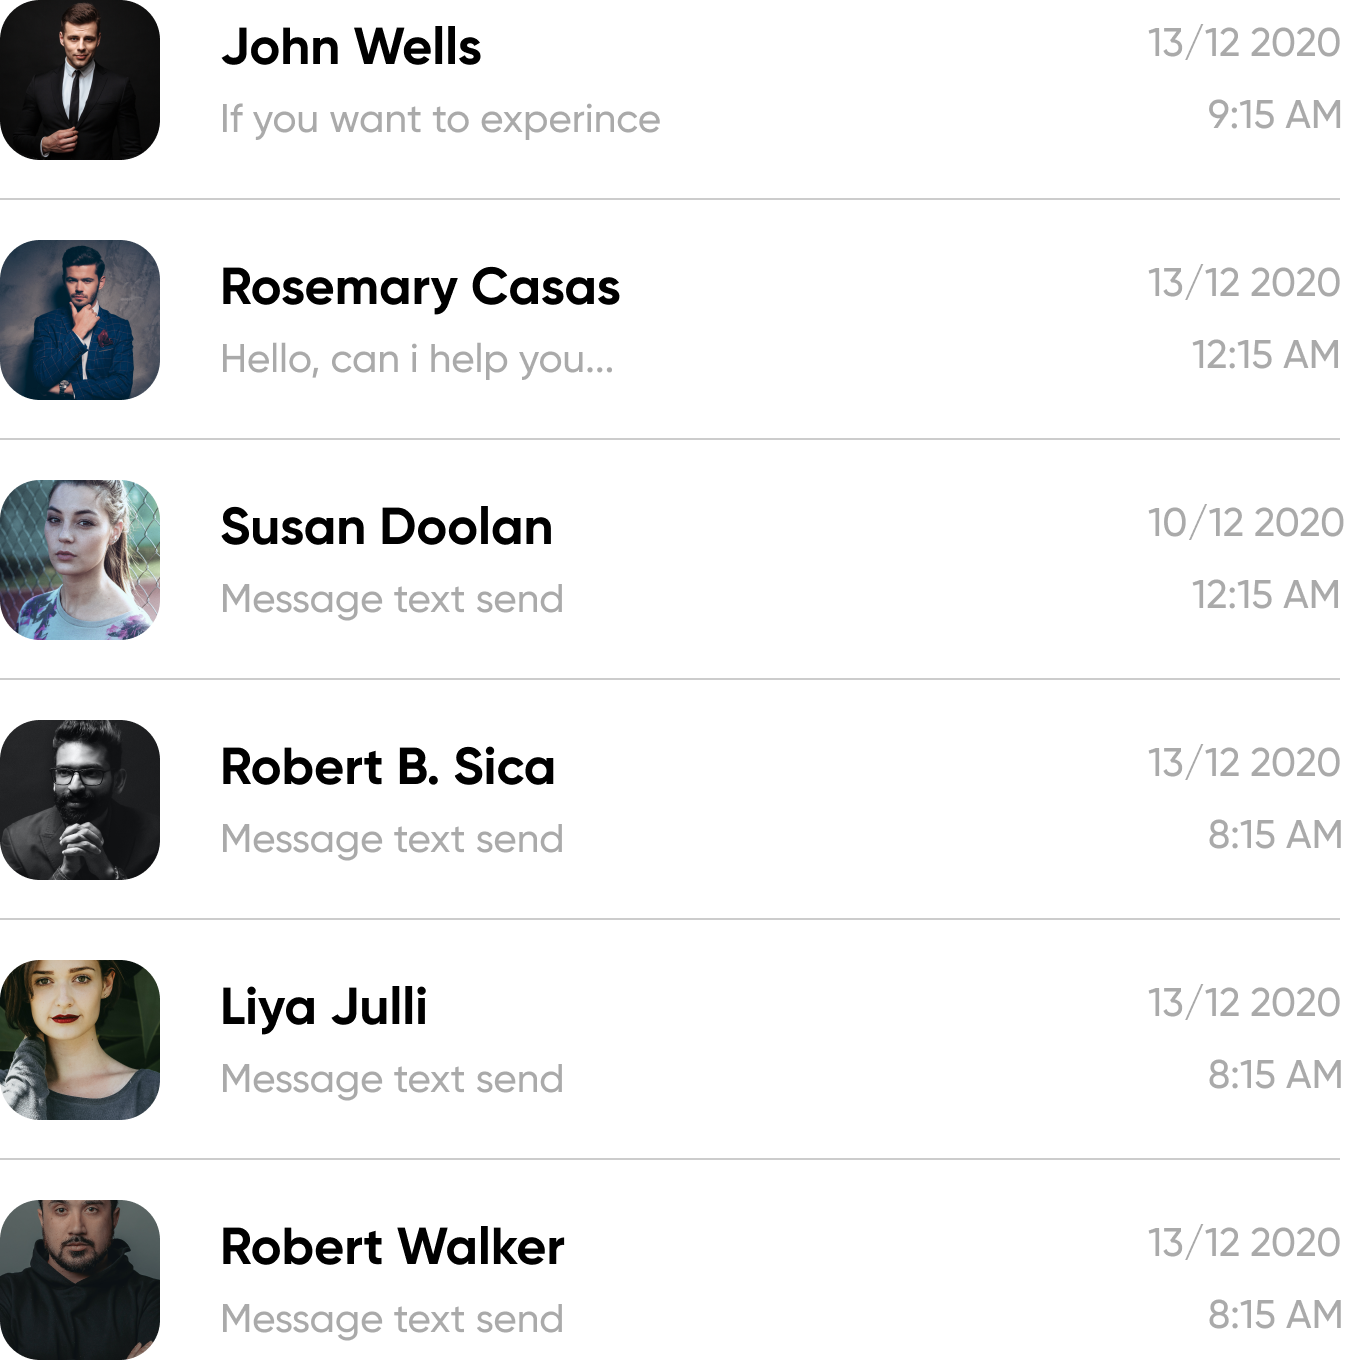 John Wells
13/12 2020
If you want to experince
9:15 AM
Rosemary Casas
13/12 2020
Hello, can i help you...
12:15 AM
Susan Doolan
10/12 2020
Message text send
12:15 AM
Robert B. Sica
13/12 2020
Message text send
8:15 AM
Liya Julli
13/12 2020
Message text send
8:15 AM
Robert Walker
13/12 2020
Message text send
8:15 AM